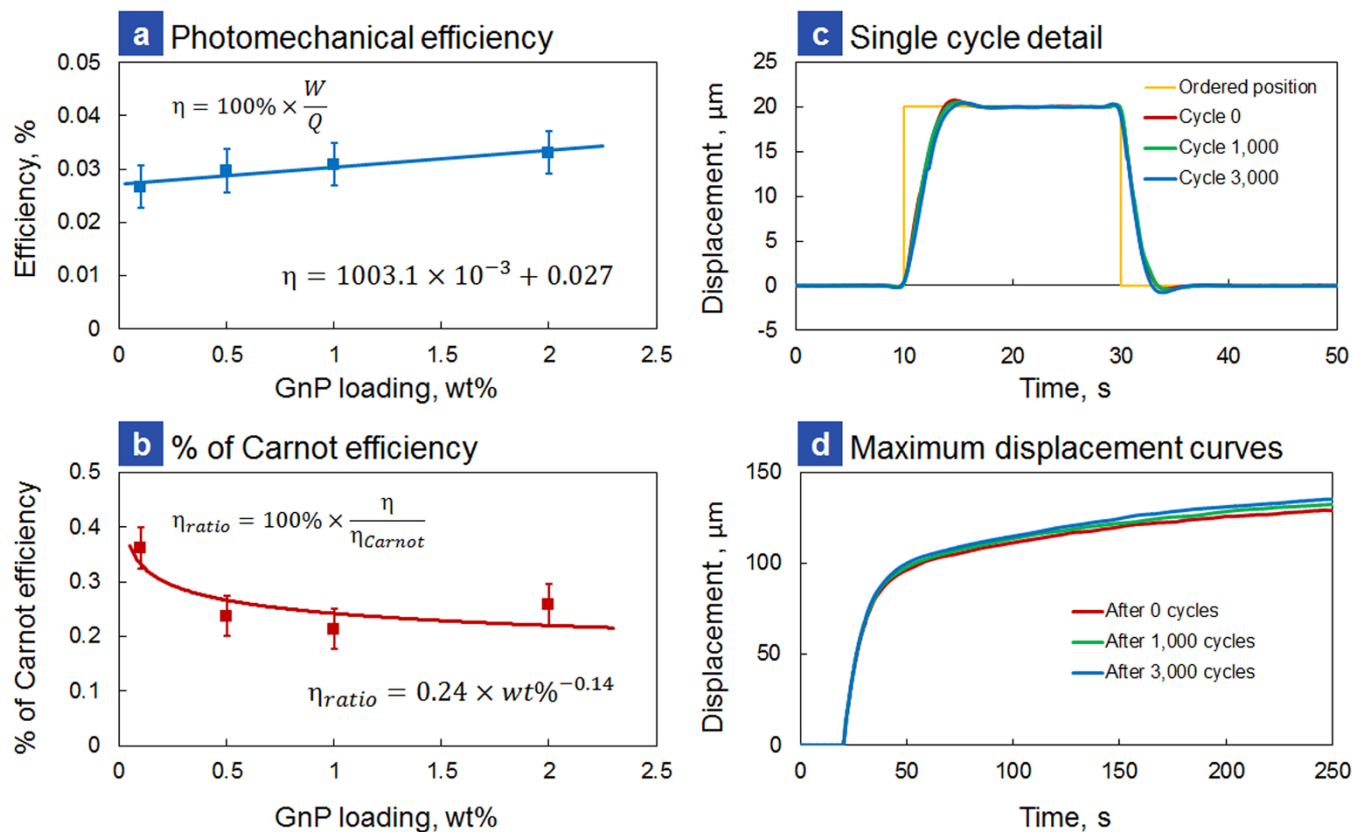 a Photomechanical efficiency
Efficiency, %
0.05
0.04
0.03
0.02
0.01
0
η = 100% × W/Q
η = 1003.1 × 10⁻³ + 0.027
0 0.5 1 1.5 2 2.5
GnP loading, wt%
c Single cycle detail
Displacement , µm
25
20
15
10
5
0
-5
Ordered position
Cycle 0
Cycle 1,000
Cycle 3,000
0 10 20 30 40 50
Time, s
b % of Carnot efficiency
% of Carnot efficiency
0.5
0.4
0.3
0.2
0.1
0
η_ratio = 100% × η/η_Carnot
η_ratio = 0.24 × wt%⁻⁰·¹⁴
0 0.5 1 1.5 2 2.5
GnP loading, wt%
d Maximum displacement curves
Displacement , µm
150
100
50
0
After 0 cycles
After 1,000 cycles
After 3,000 cycles
0 50 100 150 200 250
Time, s